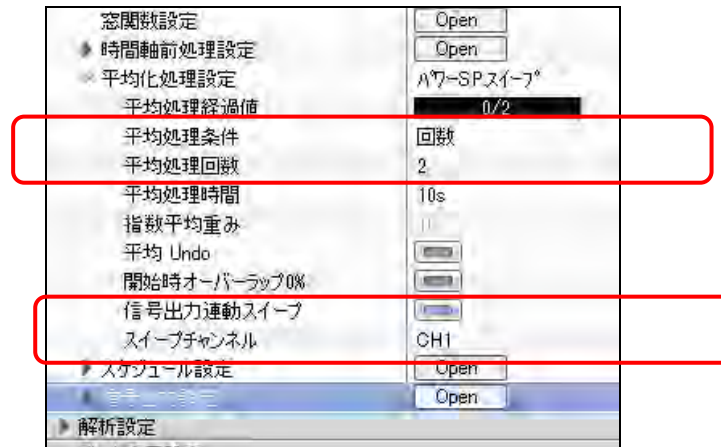 窓関数設定 Open
時間軸前処理設定 Open
平均化処理設定 パワーSP.スイープ
平均処理経過値 0/2
平均処理条件 回数
平均処理回数 2
平均処理時間 10s
指数平均重み
平均 Undo
開始時オーバーラップ0%
信号出力連動スイープ
スイープチャンネル CH1
スケジュール設定 Open
Open
解析設定